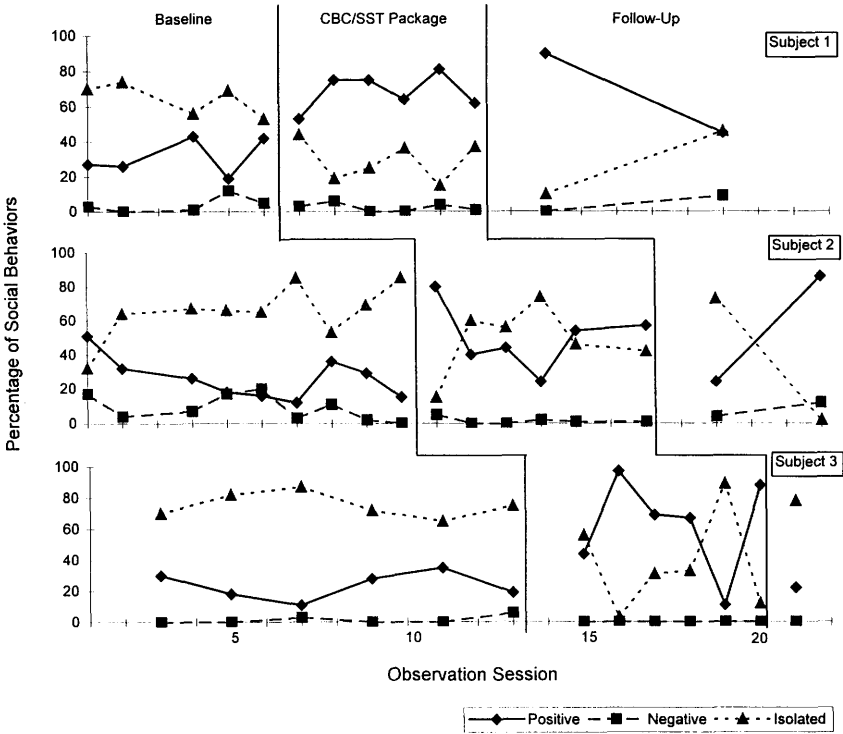 Baseline CBC/SST Package Follow-Up
Subject 1
100
80
60
40
20
0
Subject 2
100
80
60
40
20
0
Subject 3
100
80
60
40
20
0
5 10 15 20
Percentage of Social Behaviors
Observation Session
Positive Negative Isolated